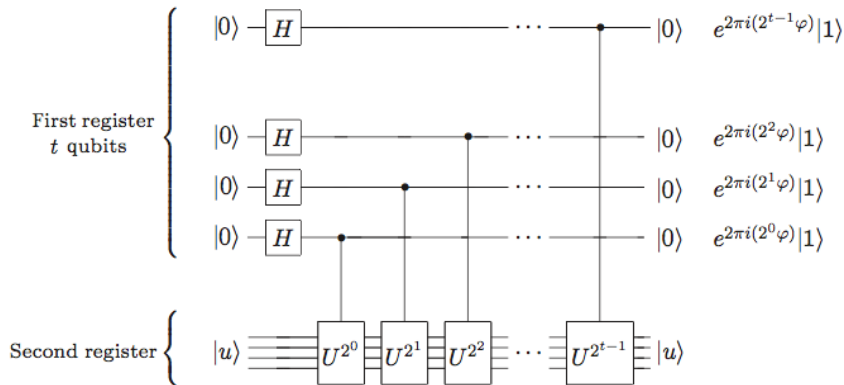 |0⟩ H ··· |0⟩ e^{2πi(2^{t−1}φ)}|1⟩
First register
t qubits
|0⟩ H ··· |0⟩ e^{2πi(2^2φ)}|1⟩
|0⟩ H ··· |0⟩ e^{2πi(2^1φ)}|1⟩
|0⟩ H ··· |0⟩ e^{2πi(2^0φ)}|1⟩
Second register |u⟩ U^{2^0} U^{2^1} U^{2^2} ··· U^{2^{t−1}} |u⟩